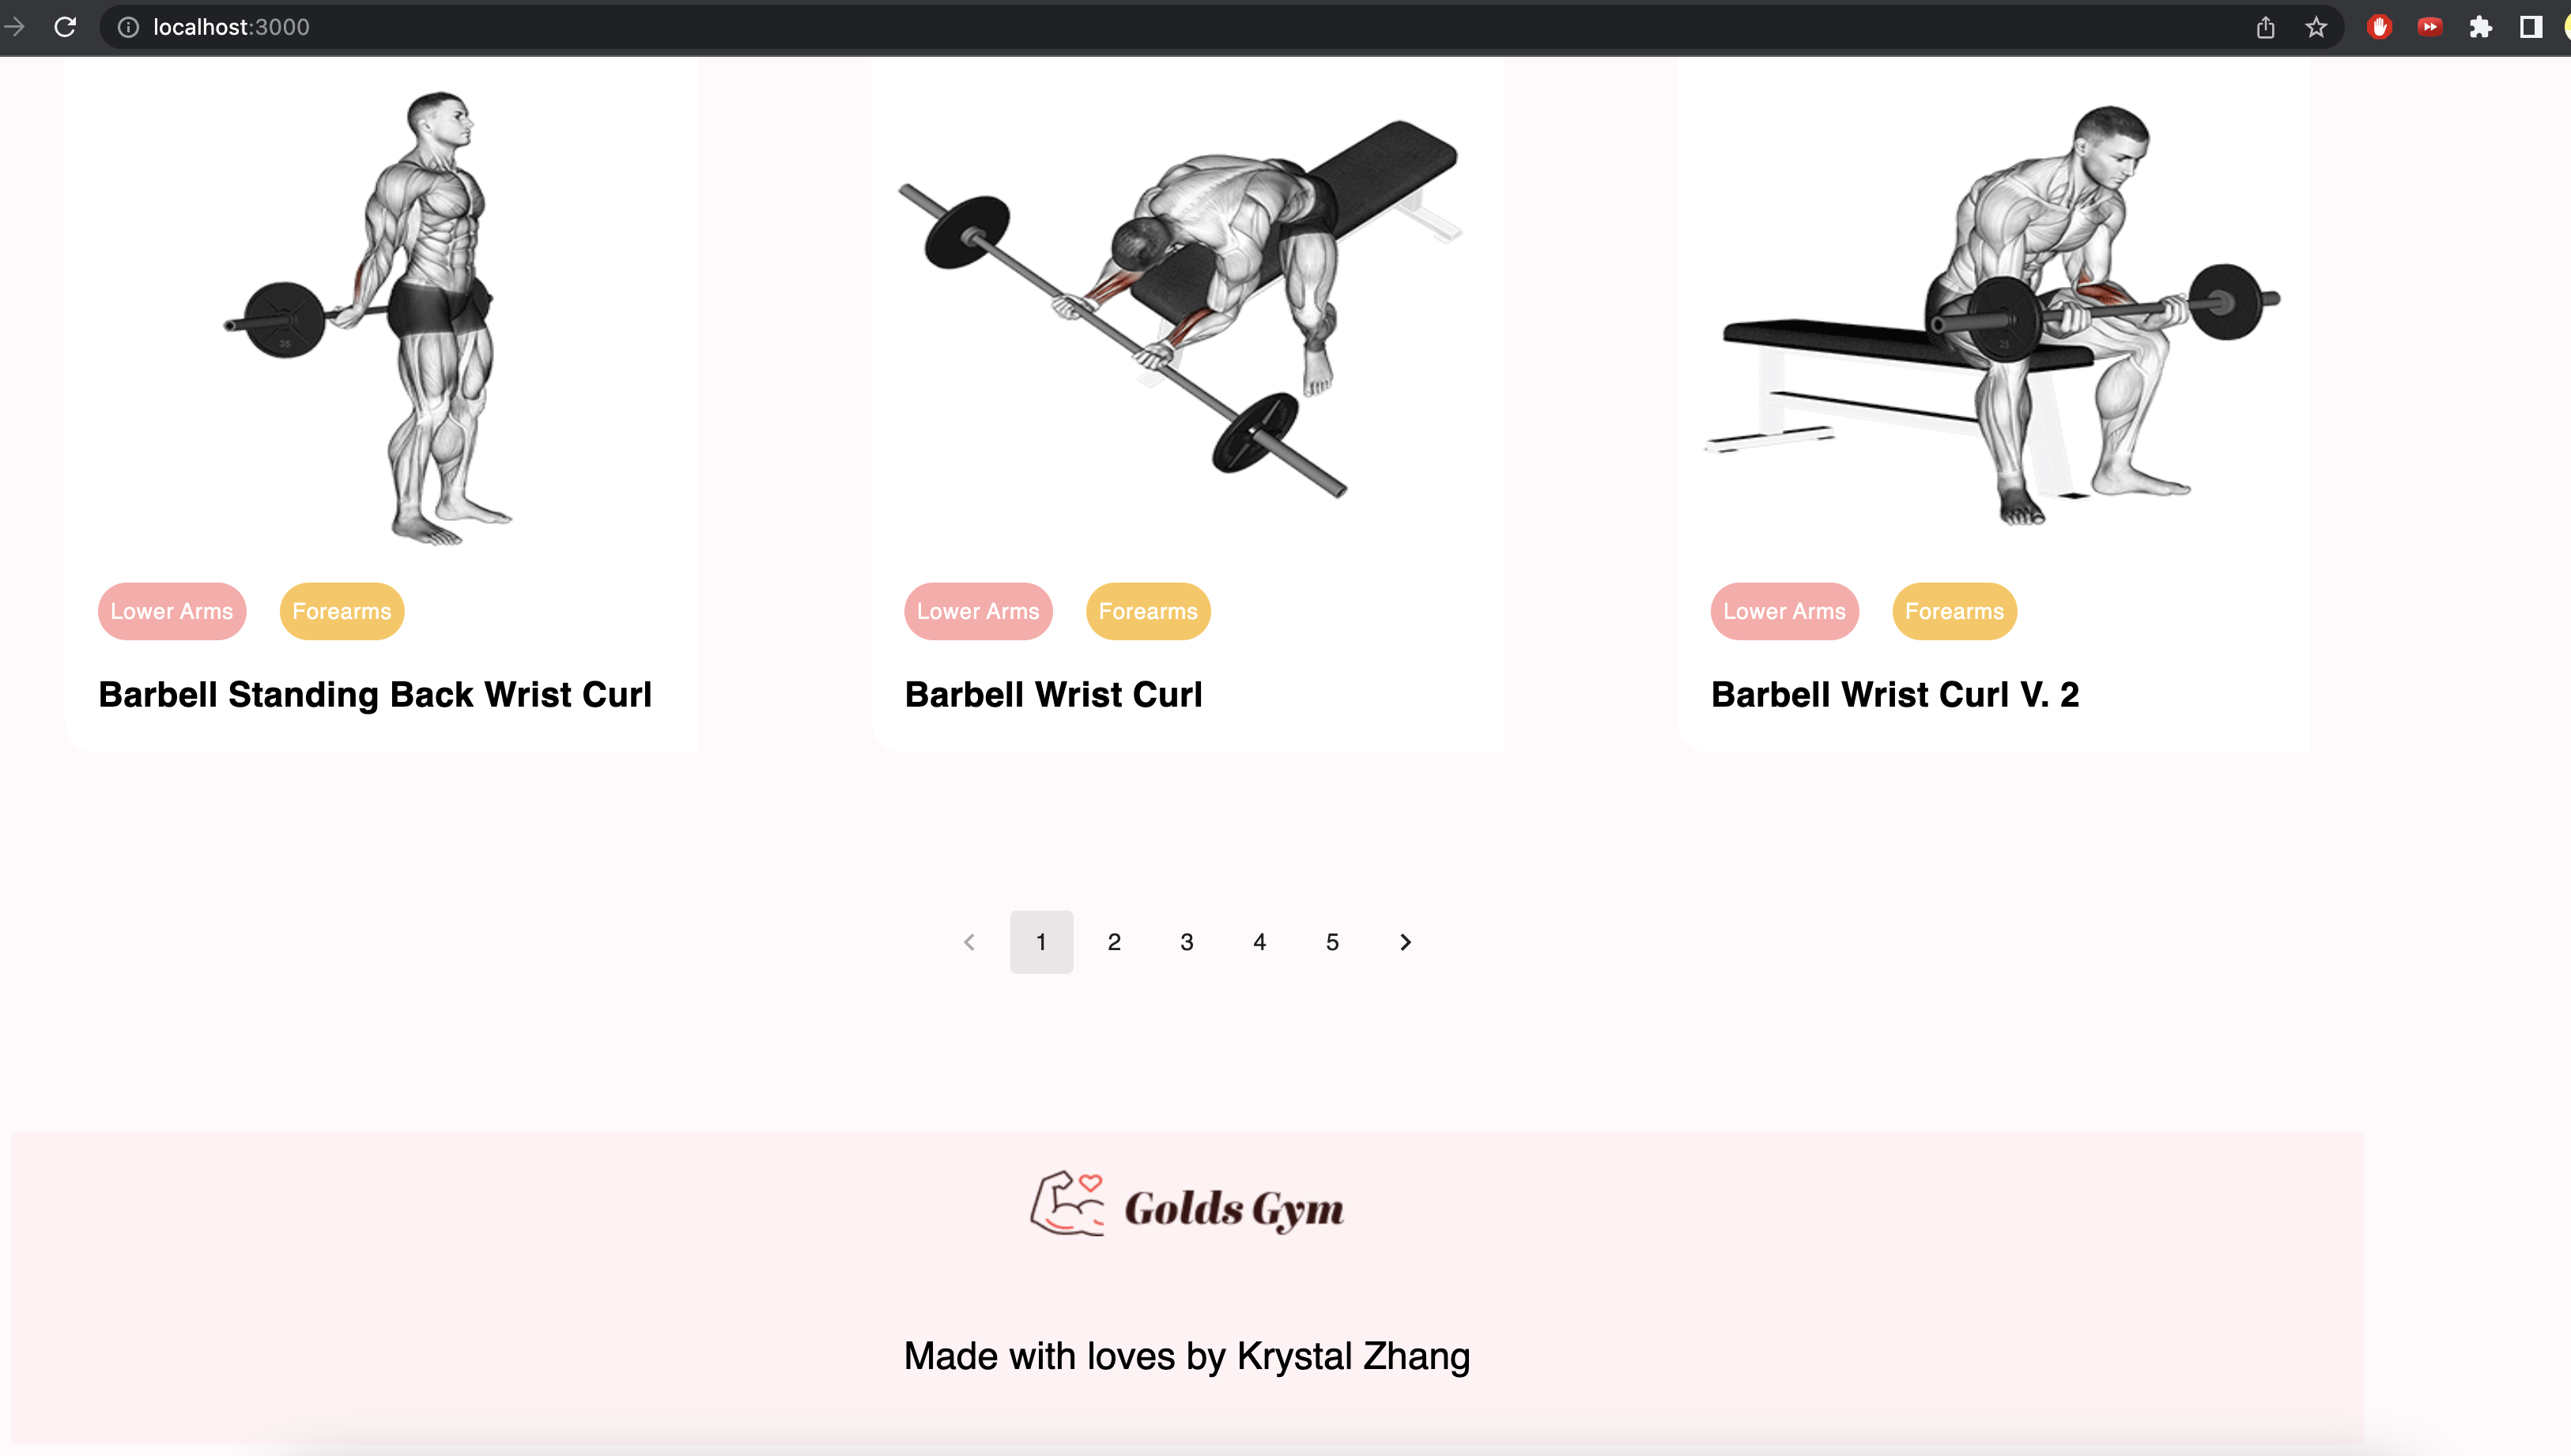 localhost:3000
Lower Arms Forearms
Barbell Standing Back Wrist Curl
Lower Arms Forearms
Barbell Wrist Curl
Lower Arms Forearms
Barbell Wrist Curl V. 2
1 2 3 4 5
Golds Gym
Made with loves by Krystal Zhang